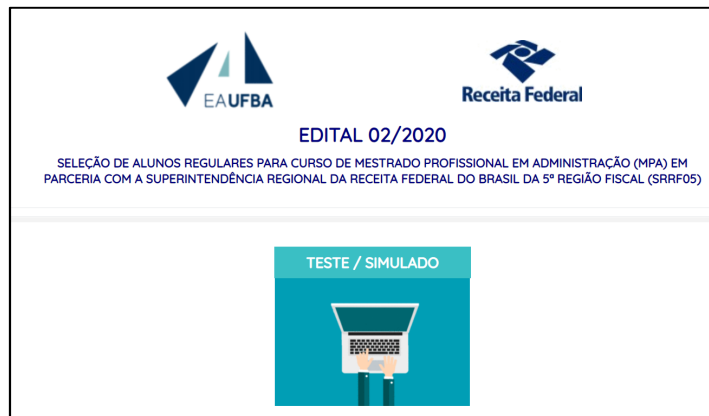 EAUFBA
Receita Federal
EDITAL 02/2020
SELEÇÃO DE ALUNOS REGULARES PARA CURSO DE MESTRADO PROFISSIONAL EM ADMINISTRAÇÃO (MPA) EM
PARCERIA COM A SUPERINTENDÊNCIA REGIONAL DA RECEITA FEDERAL DO BRASIL DA 5ª REGIÃO FISCAL (SRRF05)
TESTE / SIMULADO